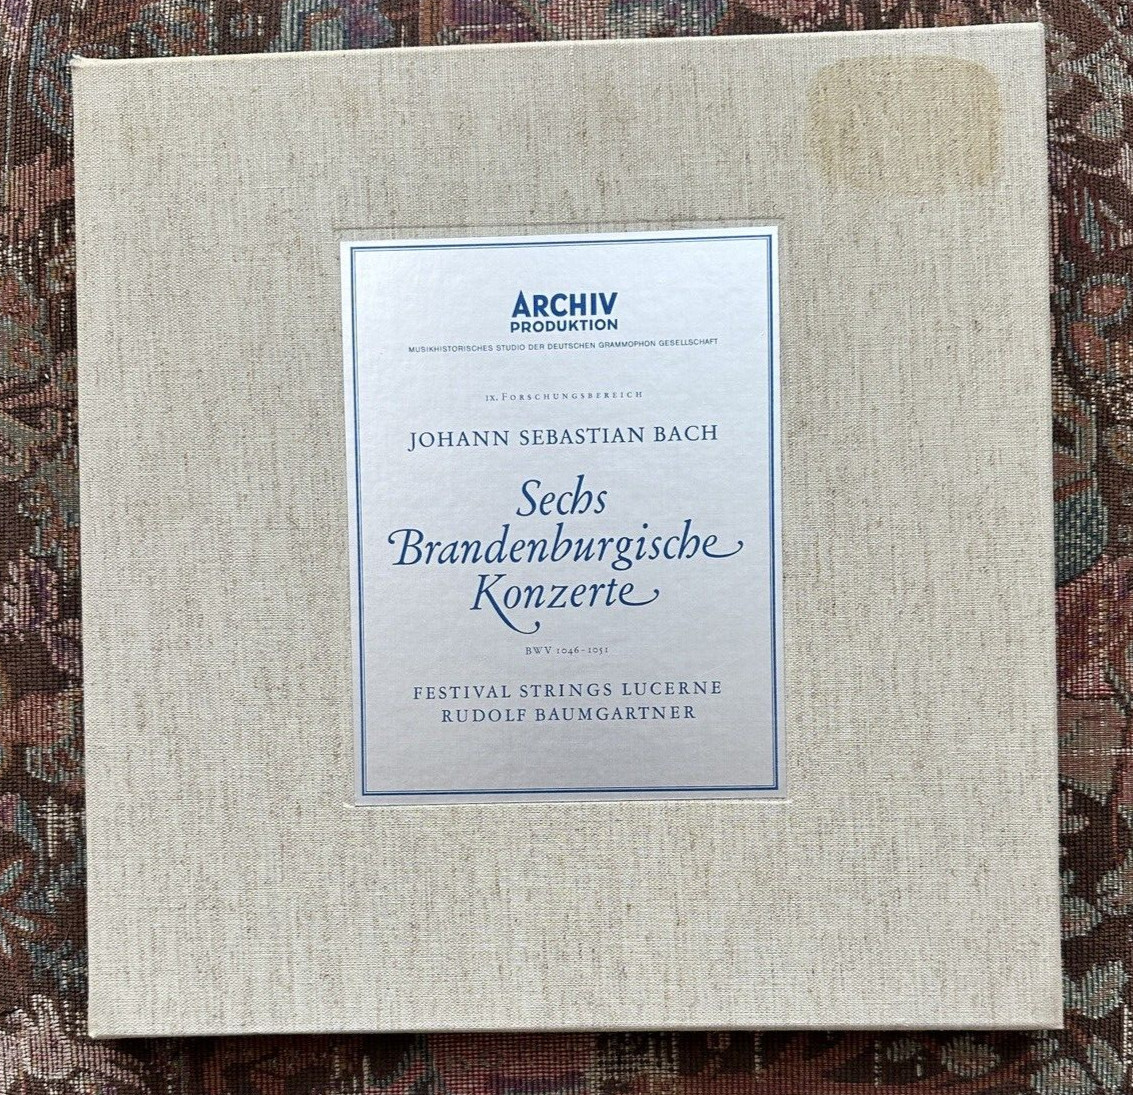 ARCHIV
PRODUKTION
MUSIKHISTORISCHES STUDIO DER DEUTSCHEN GRAMMOPHON GESELLSCHAFT
IX. FORSCHUNGSBEREICH
JOHANN SEBASTIAN BACH
Sechs
Brandenburgische
Konzerte
BWV 1046-1051
FESTIVAL STRINGS LUCERNE
RUDOLF BAUMGARTNER